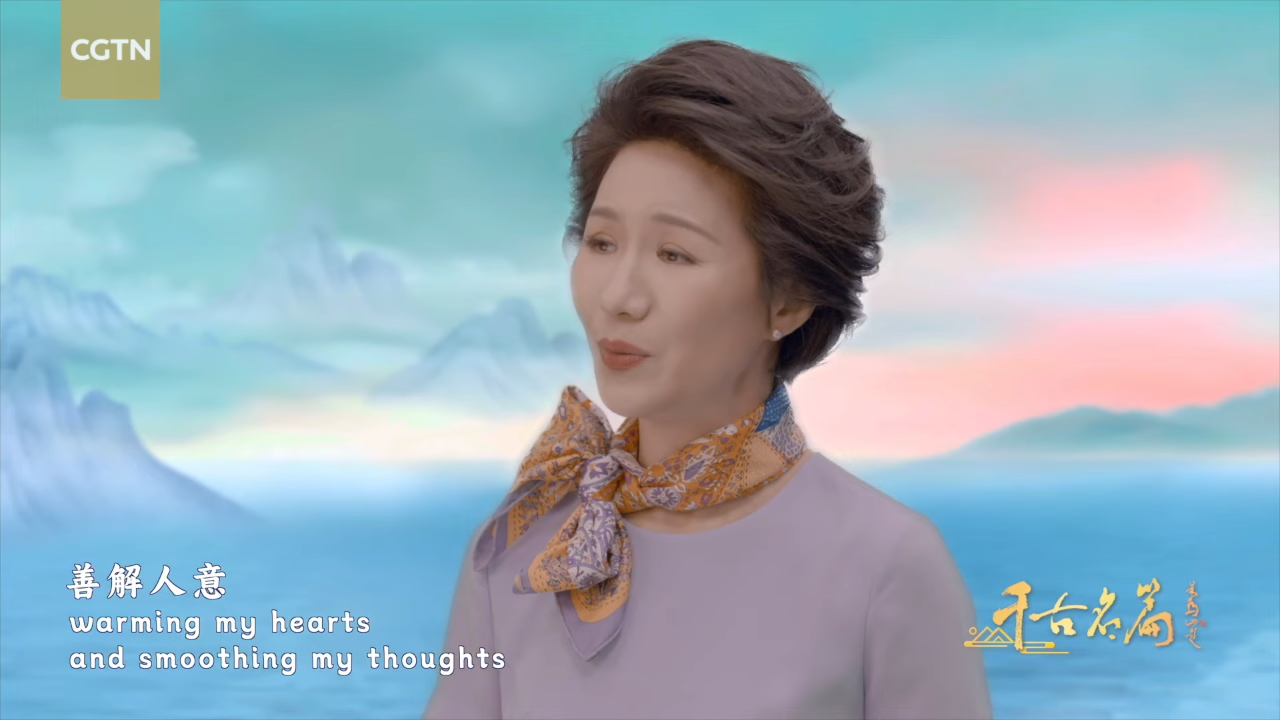 CGTN
善解人意
warming my hearts
and smoothing my thoughts
千古名篇